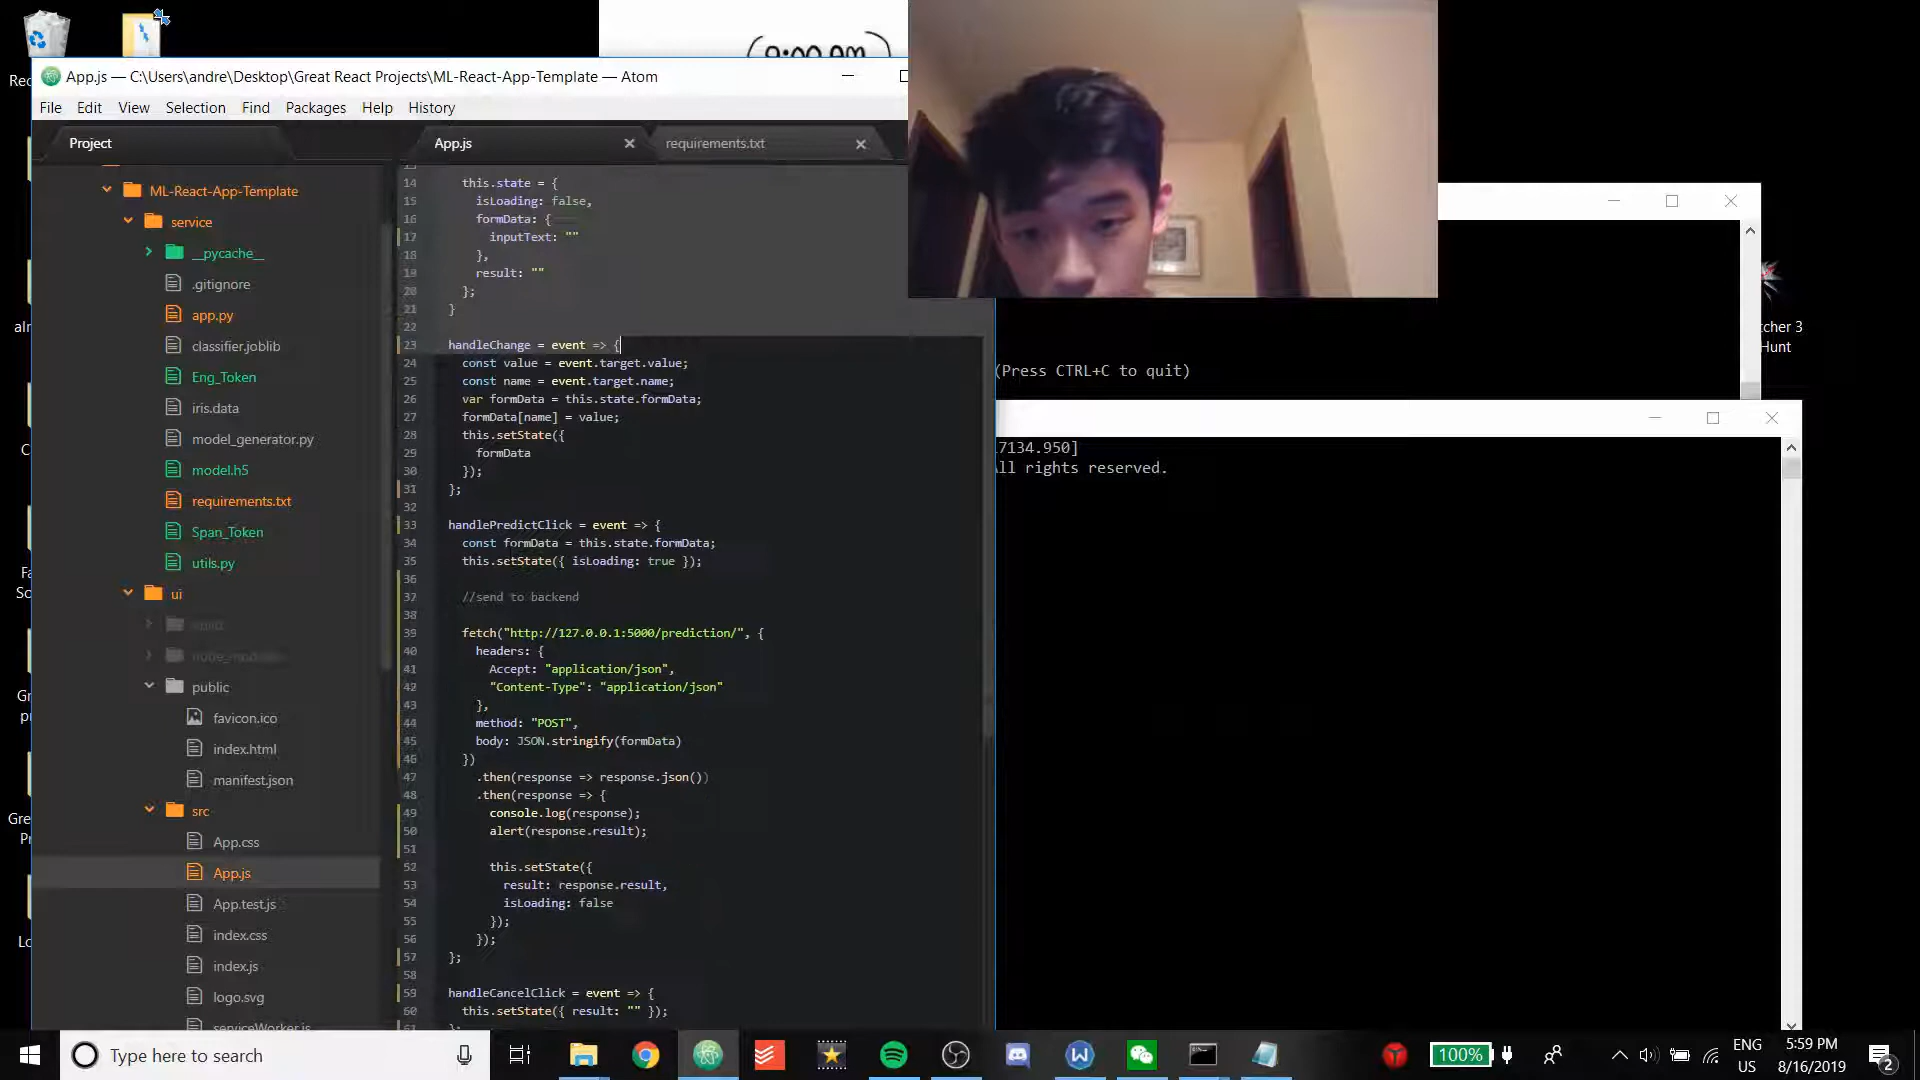 (9:00 am)
App.js — C:\Users\andre\Desktop\Great React Projects\ML-React-App-Template — Atom
File Edit View Selection Find Packages Help History
Project
App.js
requirements.txt
ML-React-App-Template
service
__pycache__
.gitignore
app.py
classifier.joblib
Eng_Token
iris.data
model_generator.py
model.h5
requirements.txt
Span_Token
utils.py
ui
public
favicon.ico
index.html
manifest.json
src
App.css
App.js
App.test.js
index.css
index.js
logo.svg
serviceWorker.js
14 this.state = {
15 isLoading: false,
16 formData: {
17 inputText: ""
18 },
19 result: ""
20 };
21 }
22
23 handleChange = event => {
24 const value = event.target.value;
25 const name = event.target.name;
26 var formData = this.state.formData;
27 formData[name] = value;
28 this.setState({
29 formData
30 });
31 };
32
33 handlePredictClick = event => {
34 const formData = this.state.formData;
35 this.setState({ isLoading: true });
36
37 //send to backend
38
39 fetch("http://127.0.0.1:5000/prediction/", {
40 headers: {
41 Accept: "application/json",
42 "Content-Type": "application/json"
43 },
44 method: "POST",
45 body: JSON.stringify(formData)
46 })
47 .then(response => response.json())
48 .then(response => {
49 console.log(response);
50 alert(response.result);
51
52 this.setState({
53 result: response.result,
54 isLoading: false
55 });
56 });
57 };
58
59 handleCancelClick = event => {
60 this.setState({ result: "" });
61 };
(Press CTRL+C to quit)
17134.950]
All rights reserved.
cher 3
Hunt
Type here to search
100%
ENG
US
5:59 PM
8/16/2019
2